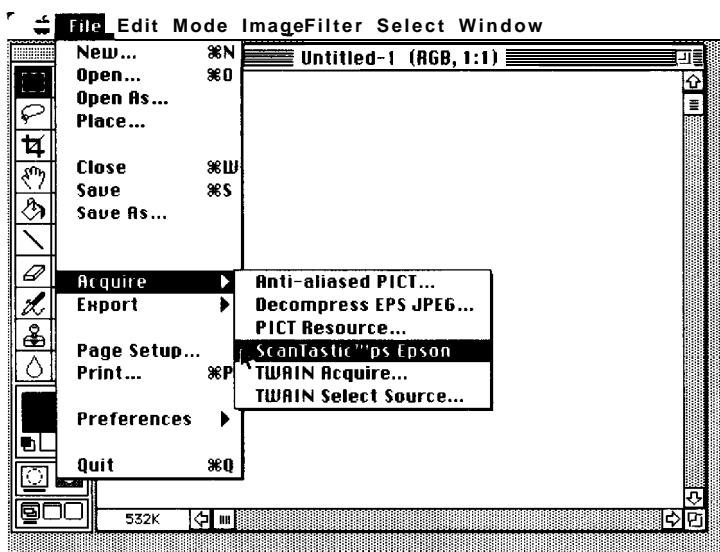 File Edit Mode Image Filter Select Window
Untitled-1 (RGB, 1:1)
New... ⌘N
Open... ⌘O
Open As...
Place...
Close ⌘W
Save ⌘S
Save As...
Acquire
Export
Page Setup...
Print... ⌘P
Preferences
Quit ⌘Q
Anti-aliased PICT...
Decompress EPS JPEG...
PICT Resource...
ScanTastic™ps Epson
TWAIN Acquire...
TWAIN Select Source...
532K